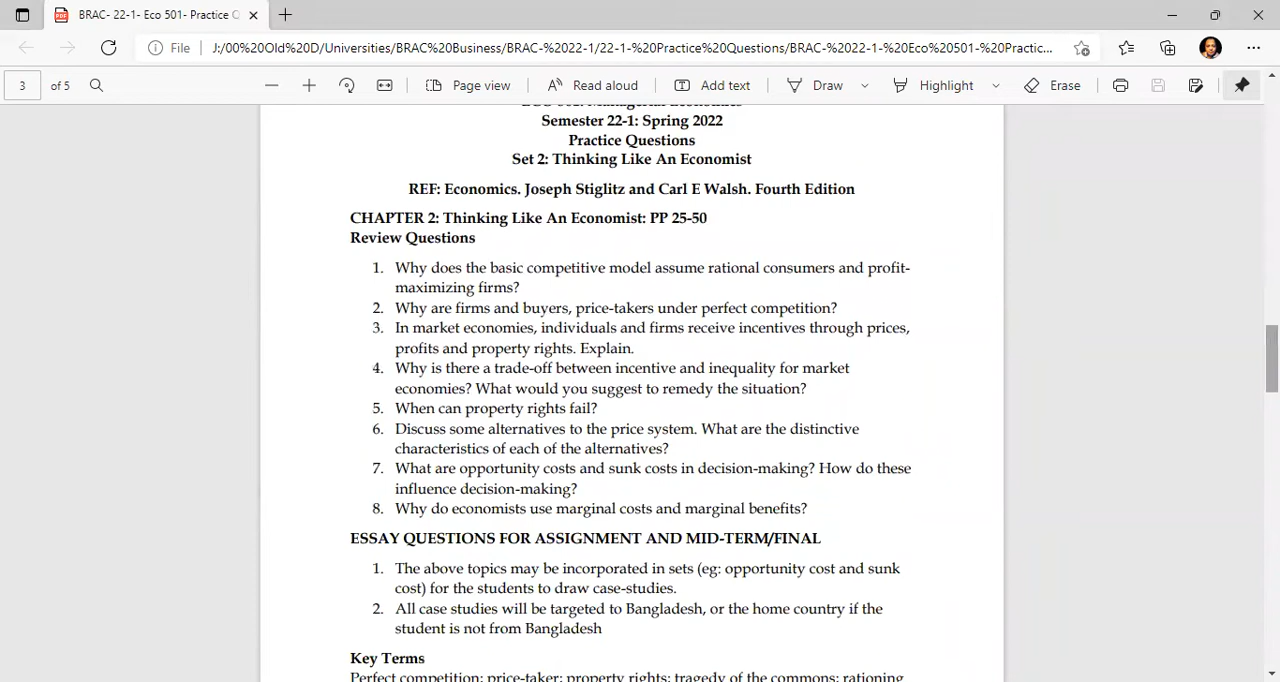 BRAC- 22-1- Eco 501- Practice Q
File
J:/00%20Old%20D/Universities/BRAC%20Business/BRAC-%2022-1/22-1-%20Practice%20Questions/BRAC-%2022-1-%20Eco%20501-%20Practic...
3 of 5 Page view Read aloud Add text Draw Highlight Erase
Semester 22-1: Spring 2022
Practice Questions
Set 2: Thinking Like An Economist
REF: Economics. Joseph Stiglitz and Carl E Walsh. Fourth Edition
CHAPTER 2: Thinking Like An Economist: PP 25-50
Review Questions
1. Why does the basic competitive model assume rational consumers and profit-
maximizing firms?
2. Why are firms and buyers, price-takers under perfect competition?
3. In market economies, individuals and firms receive incentives through prices,
profits and property rights. Explain.
4. Why is there a trade-off between incentive and inequality for market
economies? What would you suggest to remedy the situation?
5. When can property rights fail?
6. Discuss some alternatives to the price system. What are the distinctive
characteristics of each of the alternatives?
7. What are opportunity costs and sunk costs in decision-making? How do these
influence decision-making?
8. Why do economists use marginal costs and marginal benefits?
ESSAY QUESTIONS FOR ASSIGNMENT AND MID-TERM/FINAL
1. The above topics may be incorporated in sets (eg: opportunity cost and sunk
cost) for the students to draw case-studies.
2. All case studies will be targeted to Bangladesh, or the home country if the
student is not from Bangladesh
Key Terms
Perfect competition; price-taker; property rights; tragedy of the commons; rationing